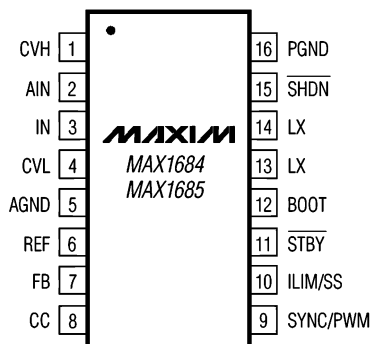 CVH 1 16 PGND
AIN 2 15 SHDN
IN 3 MAXIM 14 LX
CVL 4 MAX1684 13 LX
MAX1685
AGND 5 12 BOOT
REF 6 11 STBY
FB 7 10 ILIM/SS
CC 8 9 SYNC/PWM